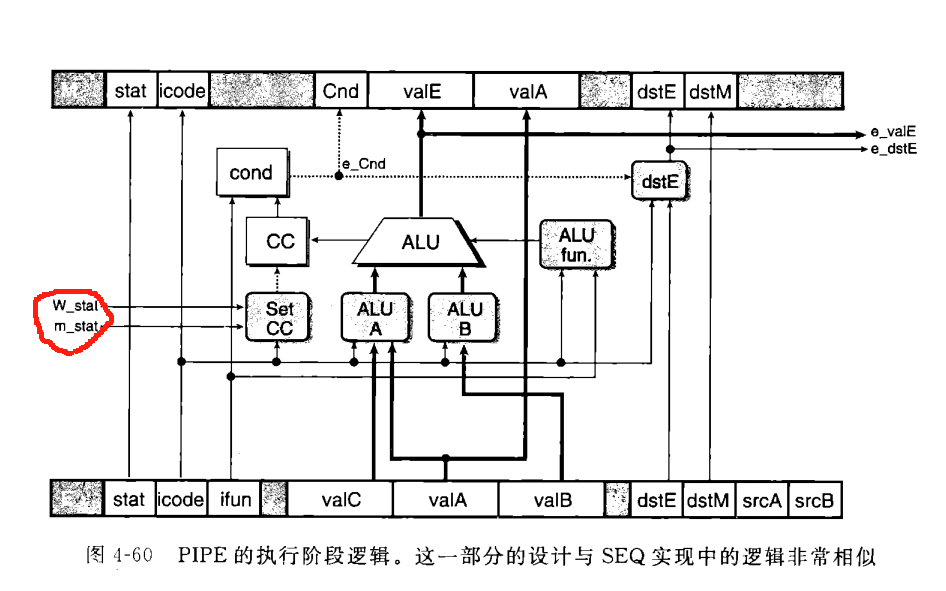 stat icode Cnd valE valA dstE dstM
e_valE
e_dstE
e_Cnd
cond
dstE
CC
ALU
ALU
fun.
W_stat
m_stat
Set
CC
ALU
A
ALU
B
stat icode ifun valC valA valB dstE dstM srcA srcB
图 4-60 PIPE 的执行阶段逻辑。这一部分的设计与 SEQ 实现中的逻辑非常相似